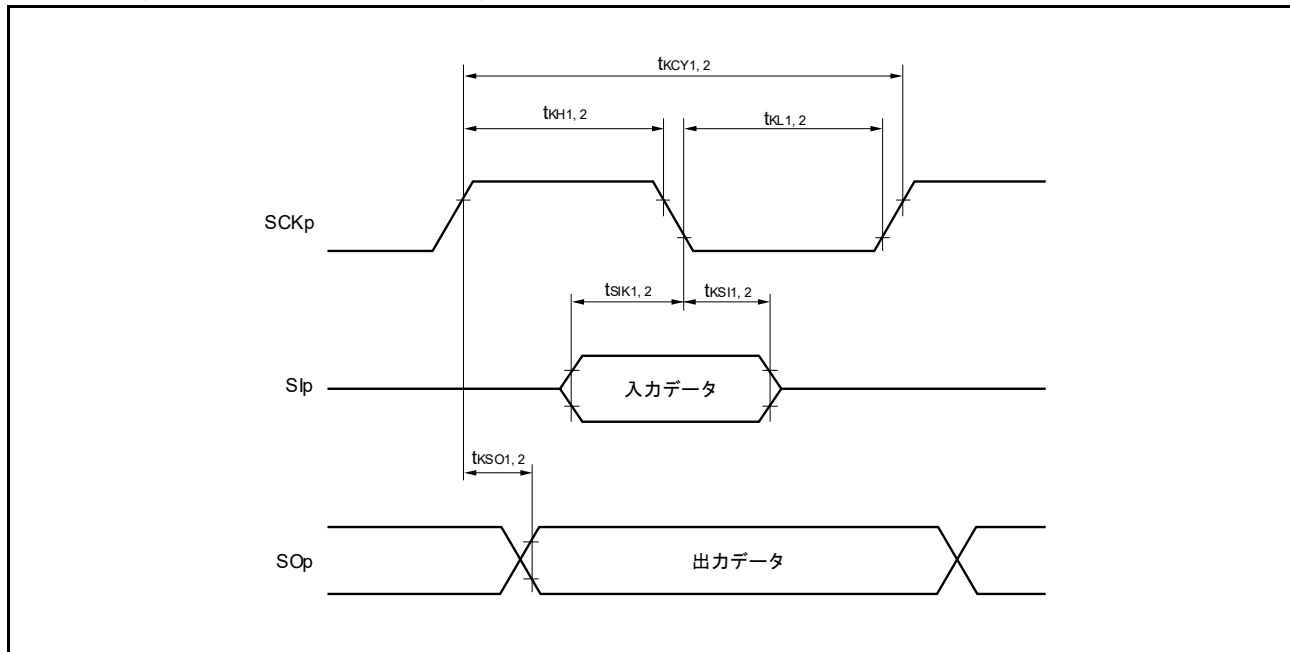 tKCY1, 2
tKH1, 2
tKL1, 2
SCKp
tSIK1, 2
tKSI1, 2
SIp
入力データ
tKSO1, 2
SOp
出力データ